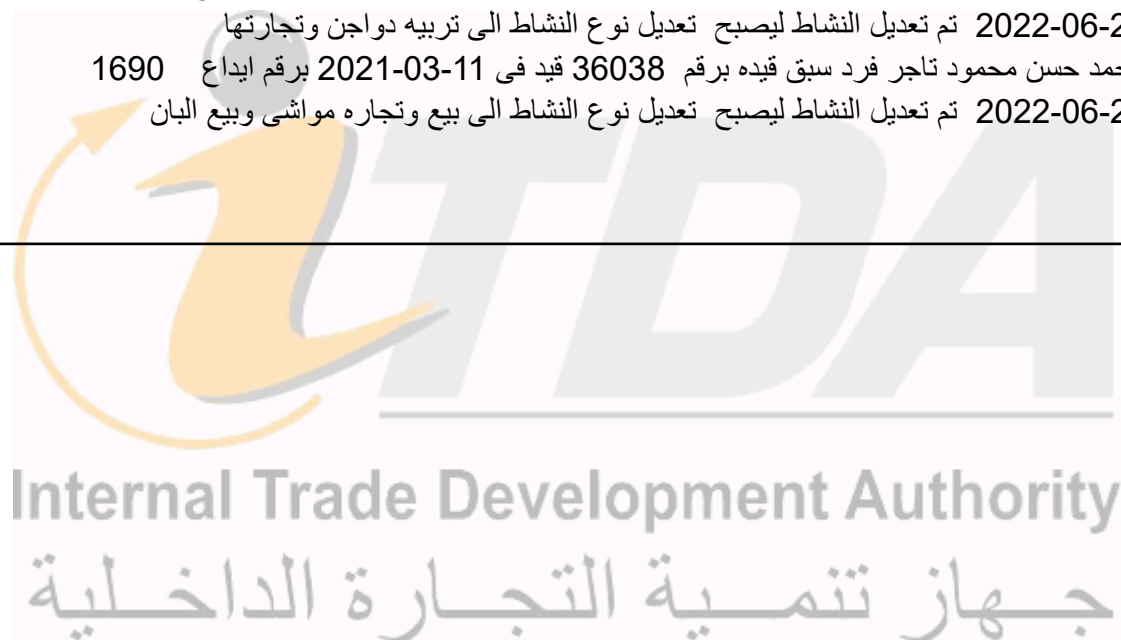 2022-06-2 تم تعديل النشاط ليصبح تعديل نوع النشاط الى تربيه دواجن وتجارتها
حمد حسن محمود تاجر فرد سبق قيده برقم 36038 قيد فى 11-03-2021 برقم ايداع 1690
2022-06-2 تم تعديل النشاط ليصبح تعديل نوع النشاط الى بيع وتجاره مواشى وبيع البان
iTDA
Internal Trade Development Authority
جهاز تنمية التجارة الداخلية